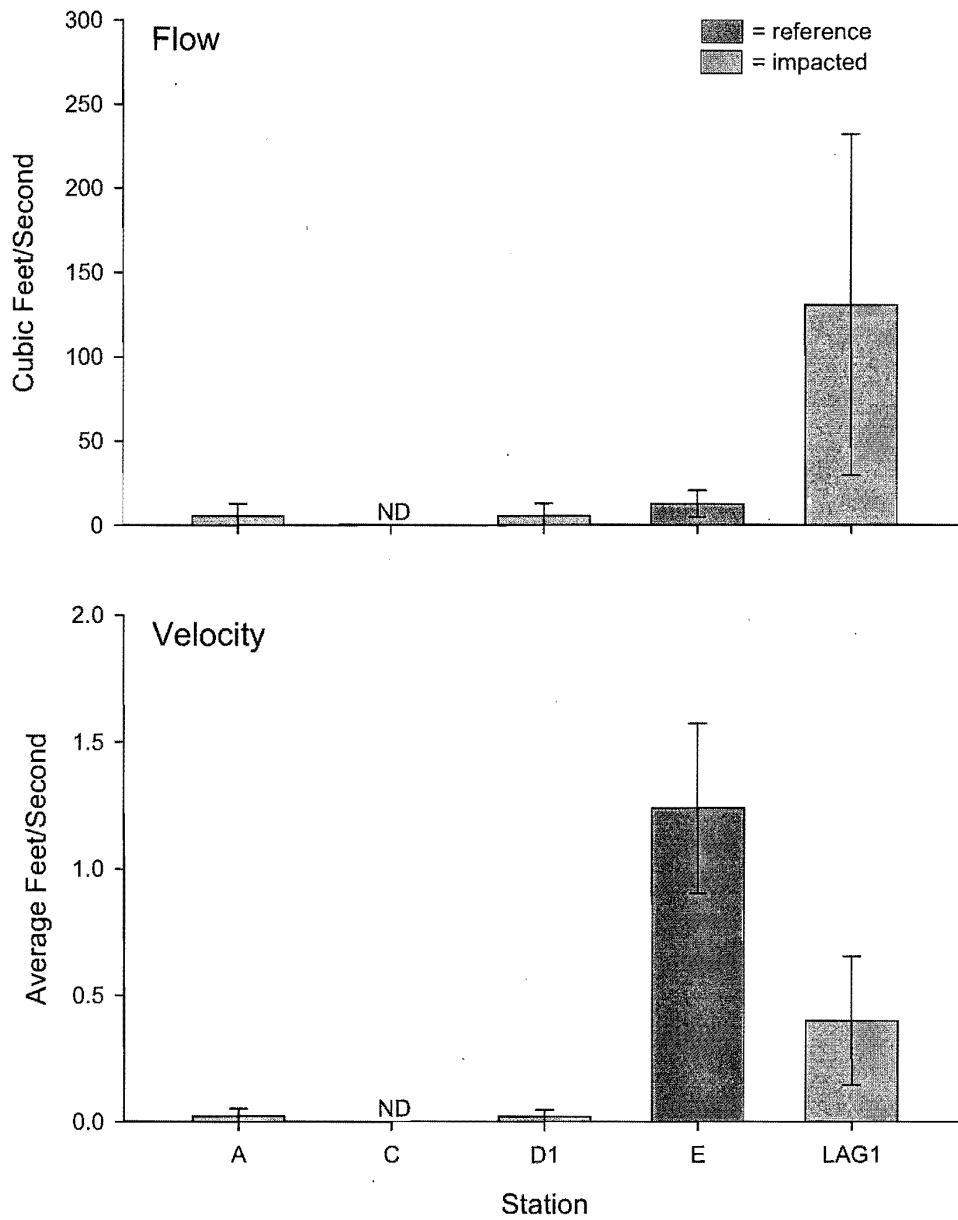 Flow
= reference
= impacted
Cubic Feet/Second
300
250
200
150
100
50
0
ND
Velocity
Average Feet/Second
2.0
1.5
1.0
0.5
0.0
ND
A C D1 E LAG1
Station